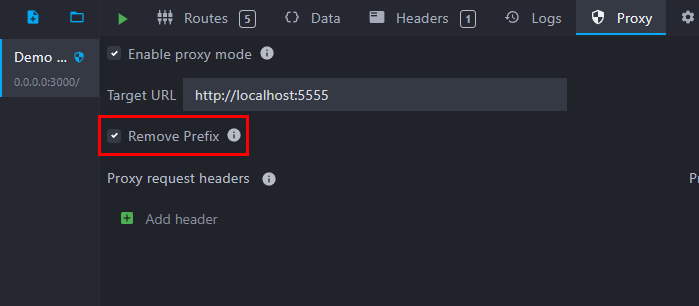 Routes 5 Data Headers 1 Logs Proxy
Demo ...
0.0.0.0:3000/
Enable proxy mode
Target URL http://localhost:5555
Remove Prefix
Proxy request headers
Add header